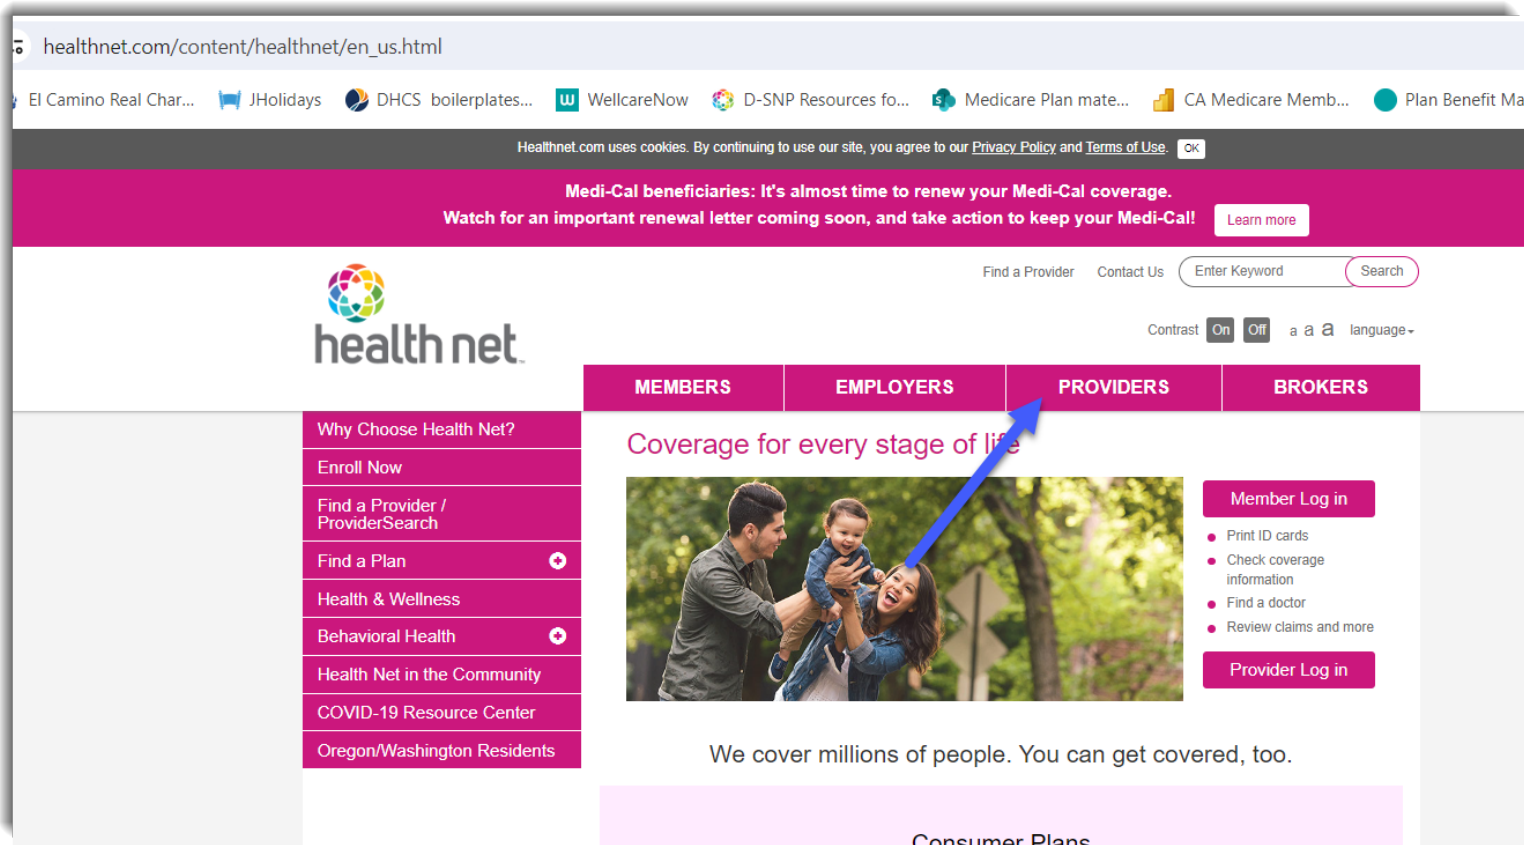 healthnet.com/content/healthnet/en_us.html
El Camino Real Char... JHolidays DHCS boilerplates... WellcareNow D-SNP Resources fo... Medicare Plan mate... CA Medicare Memb... Plan Benefit Ma
Healthnet.com uses cookies. By continuing to use our site, you agree to our Privacy Policy and Terms of Use. OK
Medi-Cal beneficiaries: It's almost time to renew your Medi-Cal coverage.
Watch for an important renewal letter coming soon, and take action to keep your Medi-Cal! Learn more
health net™
Find a Provider Contact Us Enter Keyword Search
Contrast On Off a a a language
MEMBERS EMPLOYERS PROVIDERS BROKERS
Why Choose Health Net?
Enroll Now
Find a Provider /
ProviderSearch
Find a Plan
Health & Wellness
Behavioral Health
Health Net in the Community
COVID-19 Resource Center
Oregon/Washington Residents
Coverage for every stage of life
Member Log in
Print ID cards
Check coverage
information
Find a doctor
Review claims and more
Provider Log in
We cover millions of people. You can get covered, too.
Consumer Plans